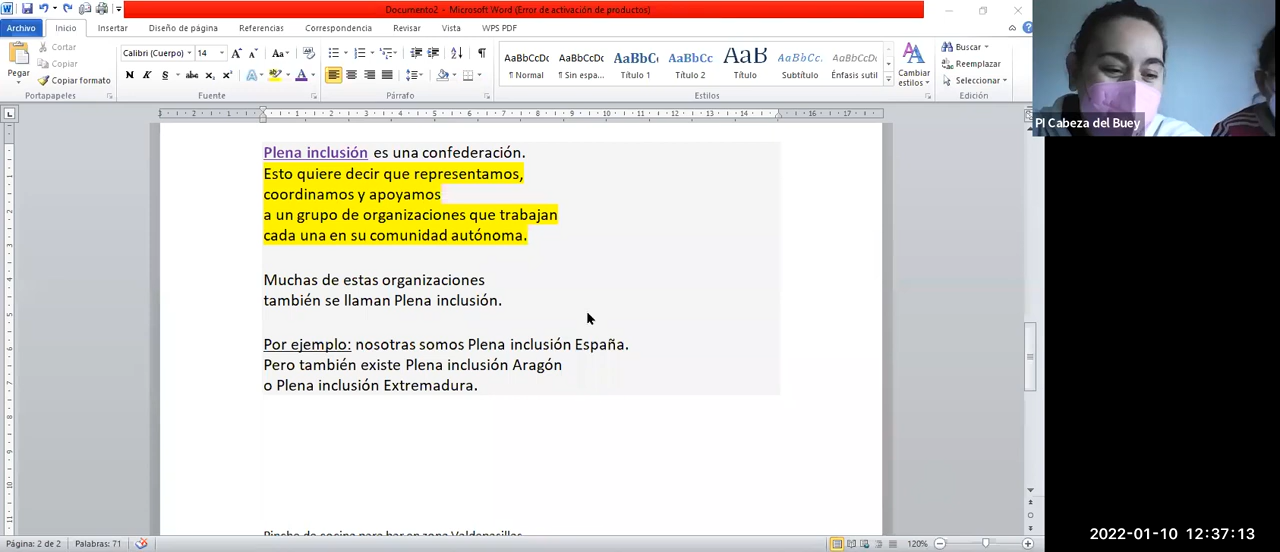 Documento2 - Microsoft Word (Error de activación de productos)
Archivo Inicio Insertar Diseño de página Referencias Correspondencia Revisar Vista WPS PDF
Pegar
Cortar
Copiar
Copiar formato
Portapapeles
Calibri (Cuerpo) 14
N K S abc x₂ x²
Fuente
Párrafo
AaBbCcDc AaBbCcDc AaBbC AaBbCc AaB AaBbCc. AaBbCcDc
¶ Normal ¶ Sin espa... Título 1 Título 2 Título Subtítulo Énfasis sutil
Cambiar estilos
Estilos
Buscar
Reemplazar
Seleccionar
Edición
PI Cabeza del Buey
Plena inclusión es una confederación.
Esto quiere decir que representamos,
coordinamos y apoyamos
a un grupo de organizaciones que trabajan
cada una en su comunidad autónoma.
Muchas de estas organizaciones
también se llaman Plena inclusión.
Por ejemplo: nosotras somos Plena inclusión España.
Pero también existe Plena inclusión Aragón
o Plena inclusión Extremadura.
Página: 2 de 2 Palabras: 71 120%
2022-01-10 12:37:13